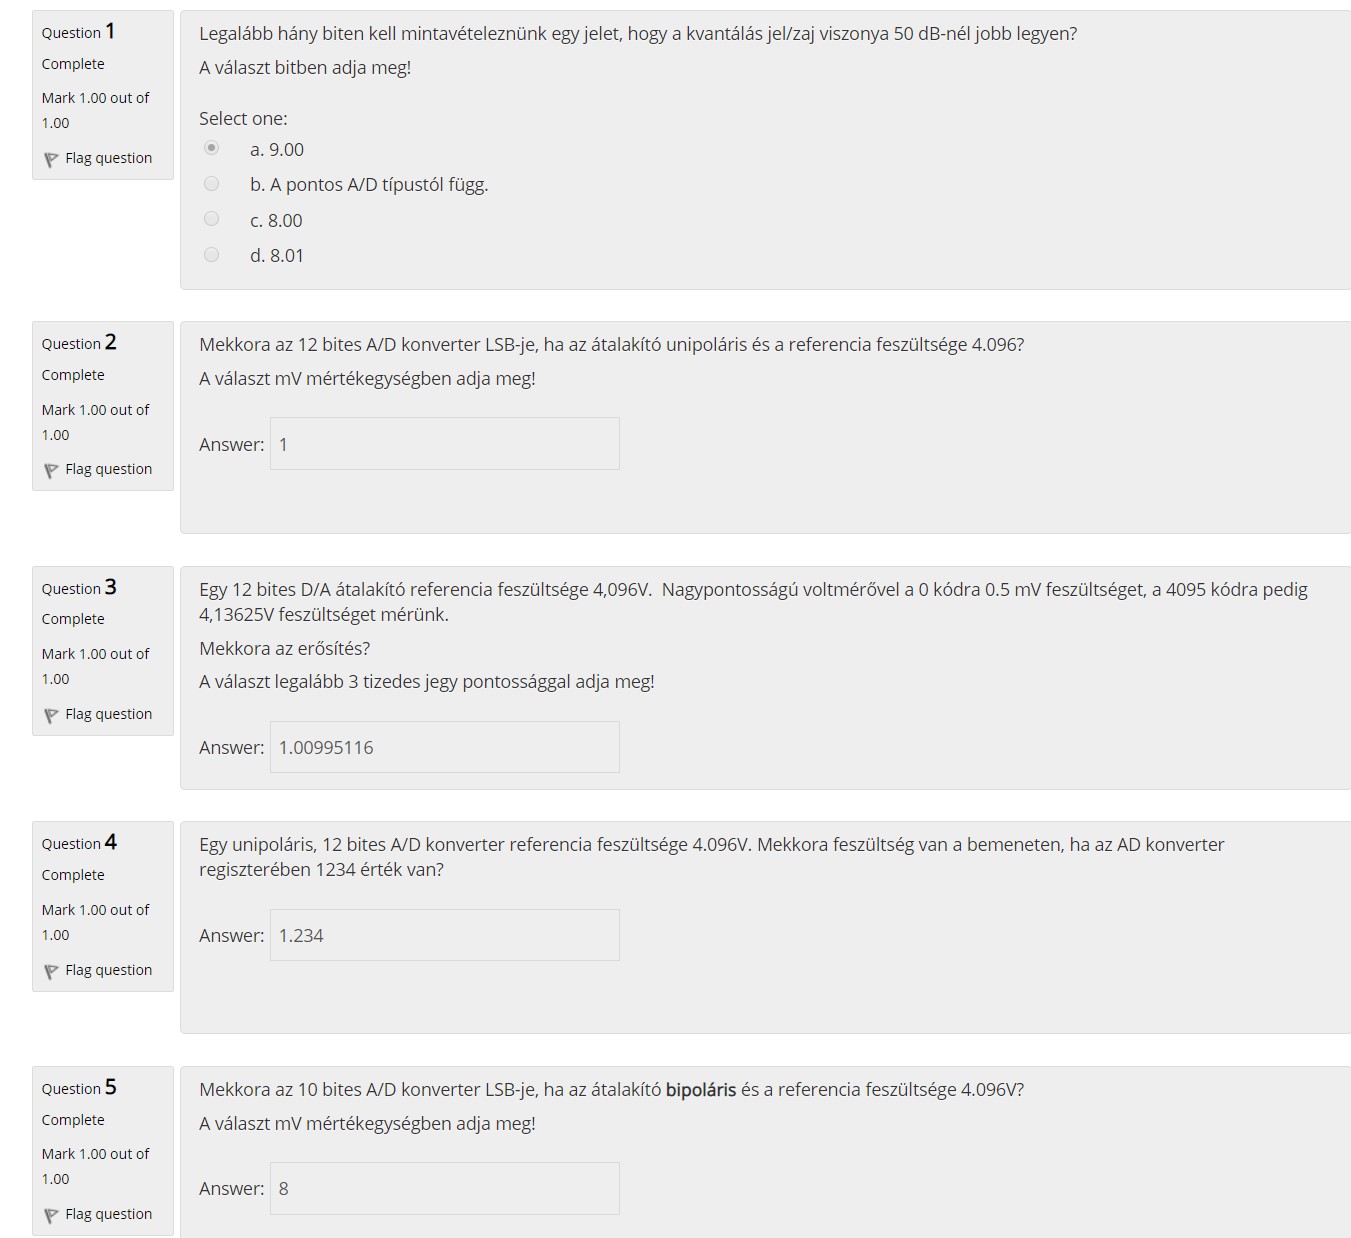 Question 1
Complete
Mark 1.00 out of
1.00
Flag question
Legalább hány biten kell mintavételeznünk egy jelet, hogy a kvantálás jel/zaj viszonya 50 dB-nél jobb legyen?
A választ bitben adja meg!
Select one:
a. 9.00
b. A pontos A/D típustól függ.
c. 8.00
d. 8.01
Question 2
Complete
Mark 1.00 out of
1.00
Flag question
Mekkora az 12 bites A/D konverter LSB-je, ha az átalakító unipoláris és a referencia feszültsége 4.096?
A választ mV mértékegységben adja meg!
Answer: 1
Question 3
Complete
Mark 1.00 out of
1.00
Flag question
Egy 12 bites D/A átalakító referencia feszültsége 4,096V.  Nagypontosságú voltmérővel a 0 kódra 0.5 mV feszültséget, a 4095 kódra pedig
4,13625V feszültséget mérünk.
Mekkora az erősítés?
A választ legalább 3 tizedes jegy pontossággal adja meg!
Answer: 1.00995116
Question 4
Complete
Mark 1.00 out of
1.00
Flag question
Egy unipoláris, 12 bites A/D konverter referencia feszültsége 4.096V. Mekkora feszültség van a bemeneten, ha az AD konverter
regiszterében 1234 érték van?
Answer: 1.234
Question 5
Complete
Mark 1.00 out of
1.00
Flag question
Mekkora az 10 bites A/D konverter LSB-je, ha az átalakító bipoláris és a referencia feszültsége 4.096V?
A választ mV mértékegységben adja meg!
Answer: 8